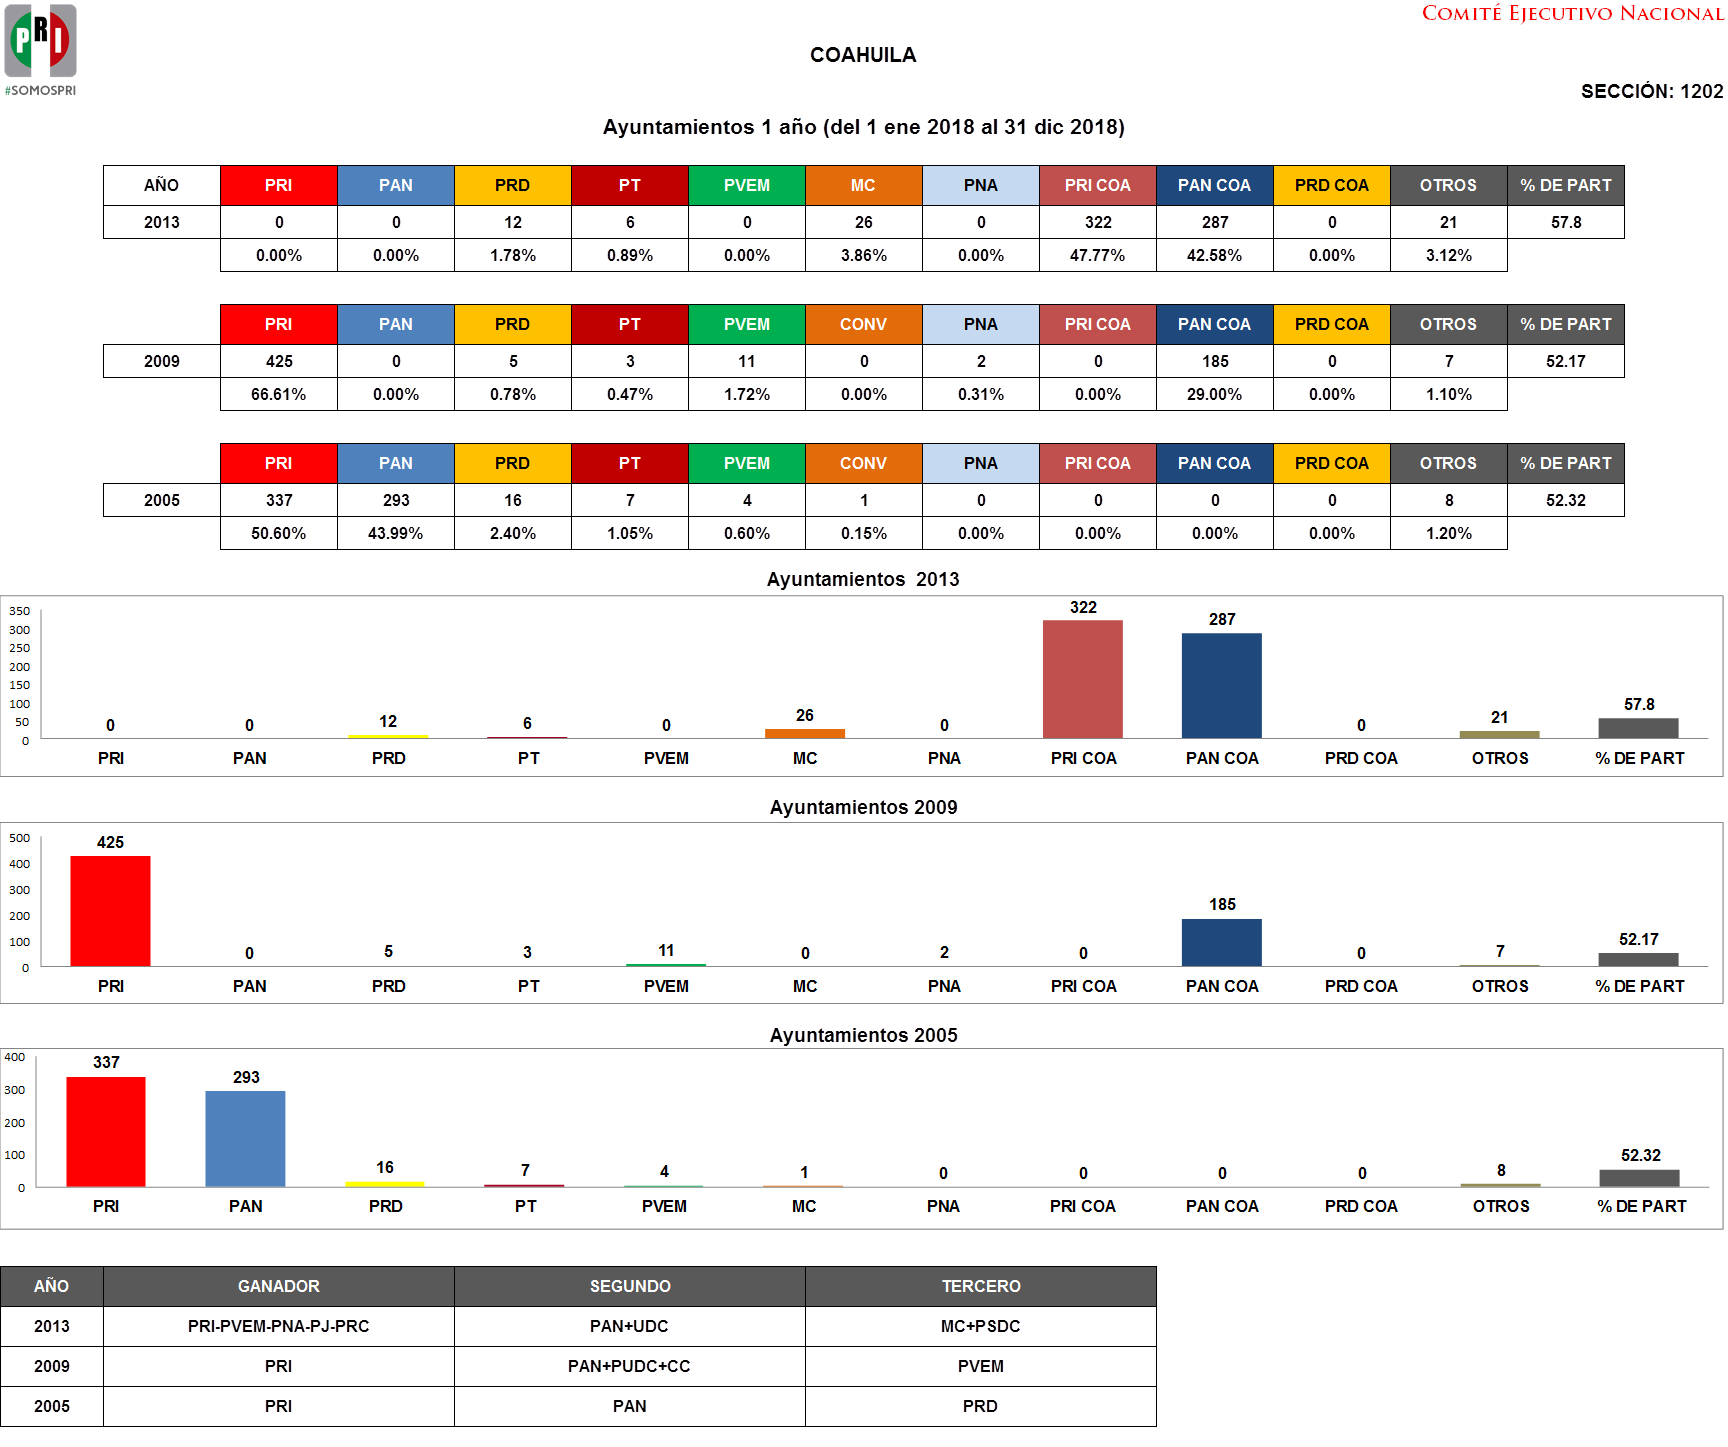 PRI
#SOMOSPRI
COMITÉ EJECUTIVO NACIONAL
COAHUILA
SECCIÓN: 1202
Ayuntamientos 1 año (del 1 ene 2018 al 31 dic 2018)
AÑO PRI PAN PRD PT PVEM MC PNA PRI COA PAN COA PRD COA OTROS % DE PART
2013 0 0 12 6 0 26 0 322 287 0 21 57.8
0.00% 0.00% 1.78% 0.89% 0.00% 3.86% 0.00% 47.77% 42.58% 0.00% 3.12%
PRI PAN PRD PT PVEM CONV PNA PRI COA PAN COA PRD COA OTROS % DE PART
2009 425 0 5 3 11 0 2 0 185 0 7 52.17
66.61% 0.00% 0.78% 0.47% 1.72% 0.00% 0.31% 0.00% 29.00% 0.00% 1.10%
PRI PAN PRD PT PVEM CONV PNA PRI COA PAN COA PRD COA OTROS % DE PART
2005 337 293 16 7 4 1 0 0 0 0 8 52.32
50.60% 43.99% 2.40% 1.05% 0.60% 0.15% 0.00% 0.00% 0.00% 0.00% 1.20%
Ayuntamientos 2013
350
300
250
200
150
100
50
0
0 0 12 6 0 26 0 322 287 0 21 57.8
PRI PAN PRD PT PVEM MC PNA PRI COA PAN COA PRD COA OTROS % DE PART
Ayuntamientos 2009
500
400
300
200
100
0
425 0 5 3 11 0 2 0 185 0 7 52.17
PRI PAN PRD PT PVEM MC PNA PRI COA PAN COA PRD COA OTROS % DE PART
Ayuntamientos 2005
400
300
200
100
0
337 293 16 7 4 1 0 0 0 0 8 52.32
PRI PAN PRD PT PVEM MC PNA PRI COA PAN COA PRD COA OTROS % DE PART
AÑO GANADOR SEGUNDO TERCERO
2013 PRI-PVEM-PNA-PJ-PRC PAN+UDC MC+PSDC
2009 PRI PAN+PUDC+CC PVEM
2005 PRI PAN PRD